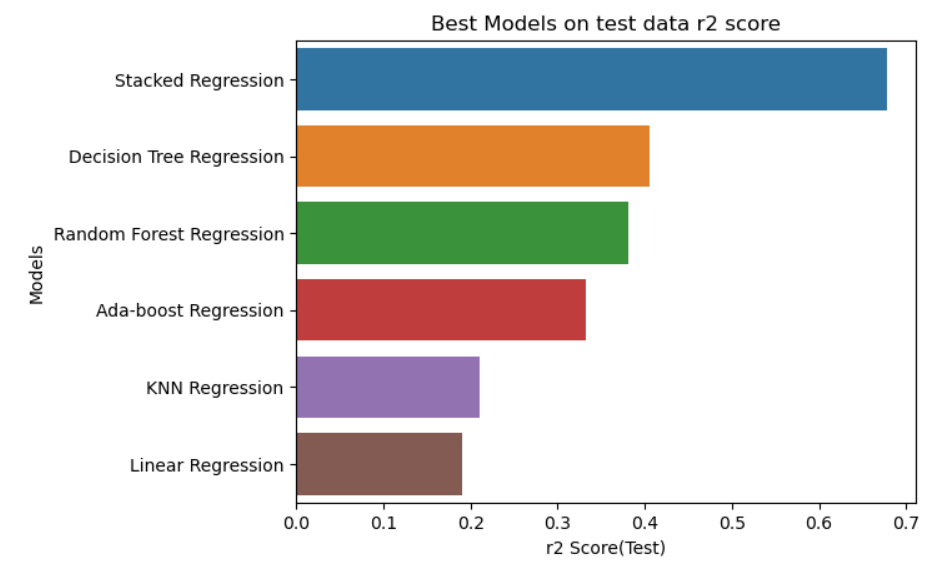 Best Models on test data r2 score
Models
Stacked Regression
Decision Tree Regression
Random Forest Regression
Ada-boost Regression
KNN Regression
Linear Regression
0.0 0.1 0.2 0.3 0.4 0.5 0.6 0.7
r2 Score(Test)